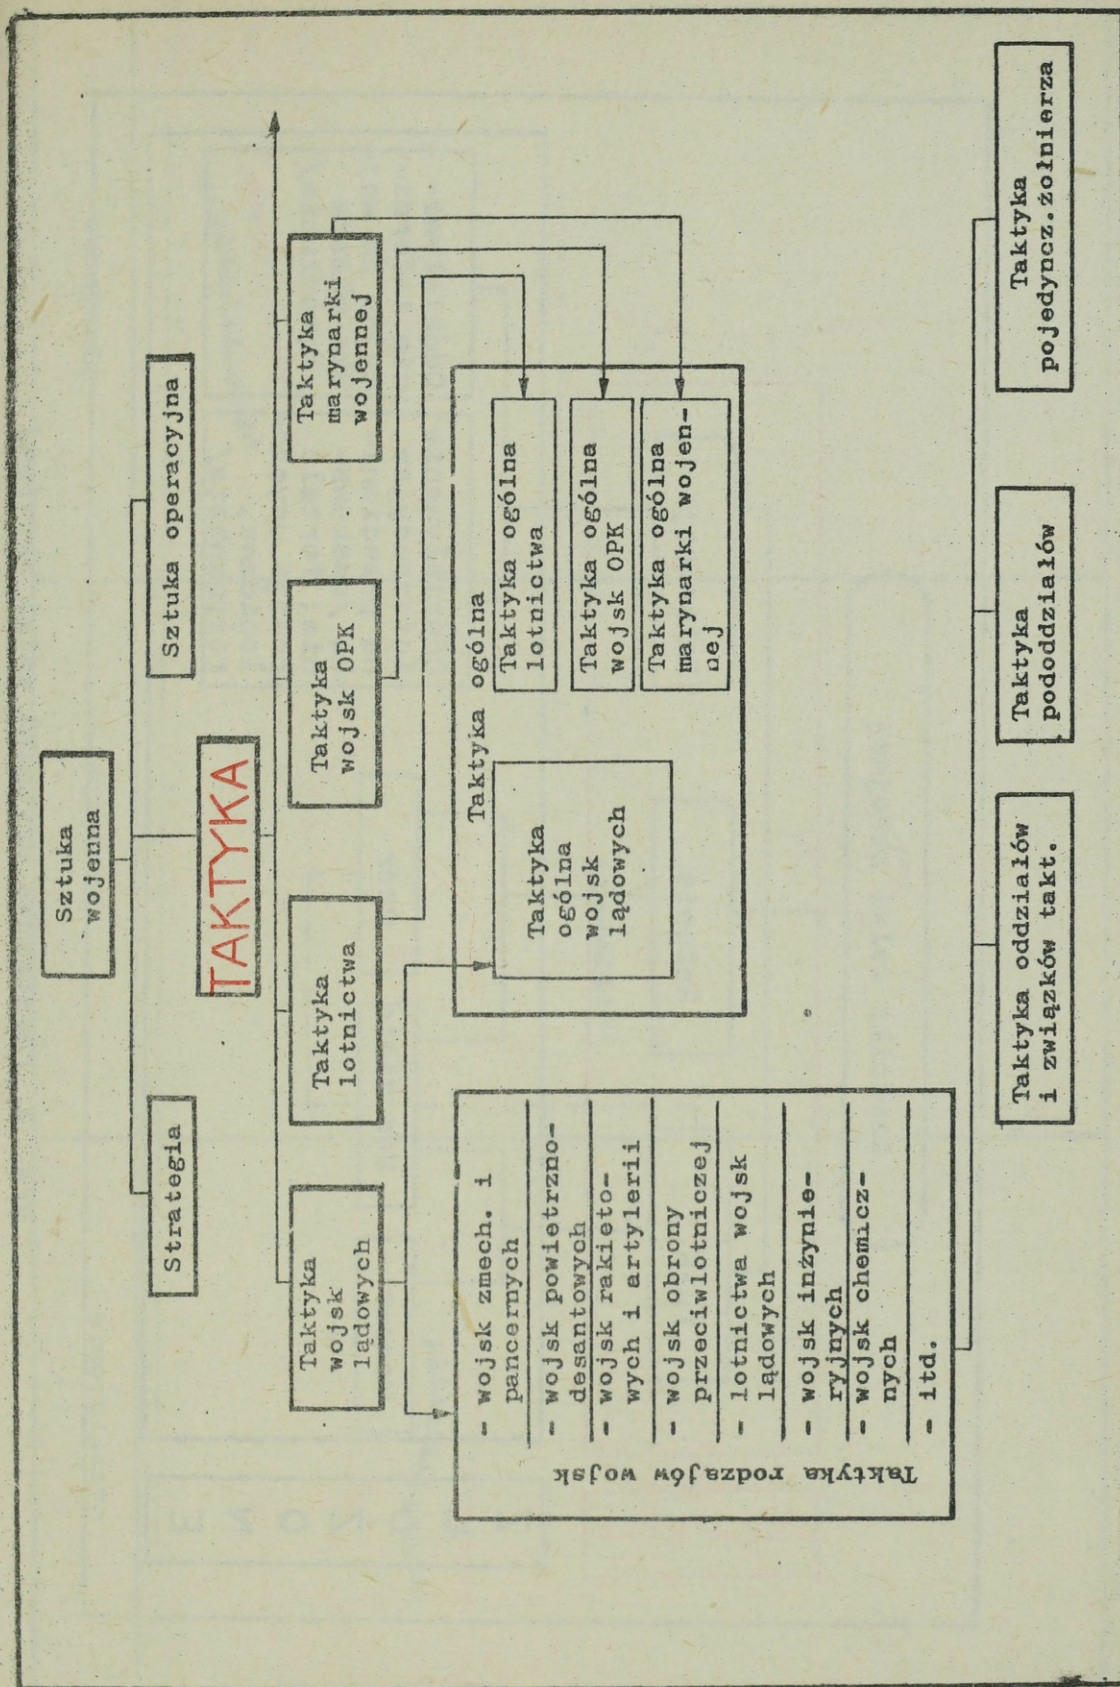 Sztuka
wojenna
Strategia
Sztuka operacyjna
TAKTYKA
Taktyka
wojsk
lądowych
Taktyka
lotnictwa
Taktyka
wojsk OPK
Taktyka
marynarki
wojennej
Taktyka rodzajów wojsk
- wojsk zmech. i
pancernych
- wojsk powietrzno-
desantowych
- wojsk rakieto-
wych i artylerii
- wojsk obrony
przeciwlotniczej
- lotnictwa wojsk
lądowych
- wojsk inżynie-
ryjnych
- wojsk chemicz-
nych
- itd.
Taktyka ogólna
Taktyka
ogólna
wojsk
lądowych
Taktyka ogólna
lotnictwa
Taktyka ogólna
wojsk OPK
Taktyka ogólna
marynarki wojen-
nej
Taktyka oddziałów
i związków takt.
Taktyka
pododdziałów
Taktyka
pojedyncz.żołnierza